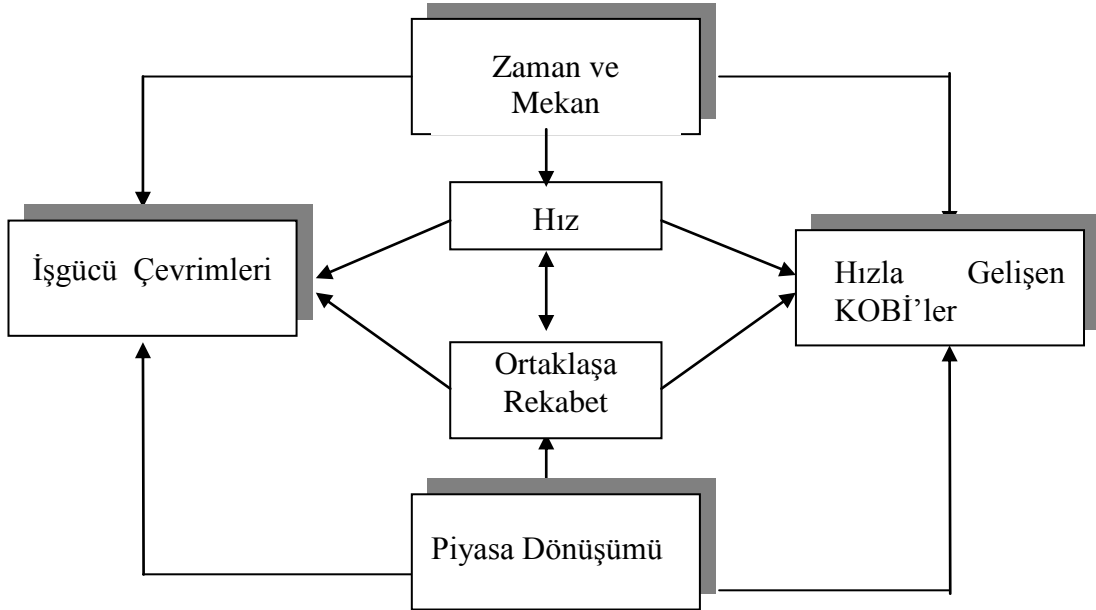 Zaman ve
Mekan
Hız
İşgücü Çevrimleri
Hızla Gelişen
KOBİ’ler
Ortaklaşa
Rekabet
Piyasa Dönüşümü